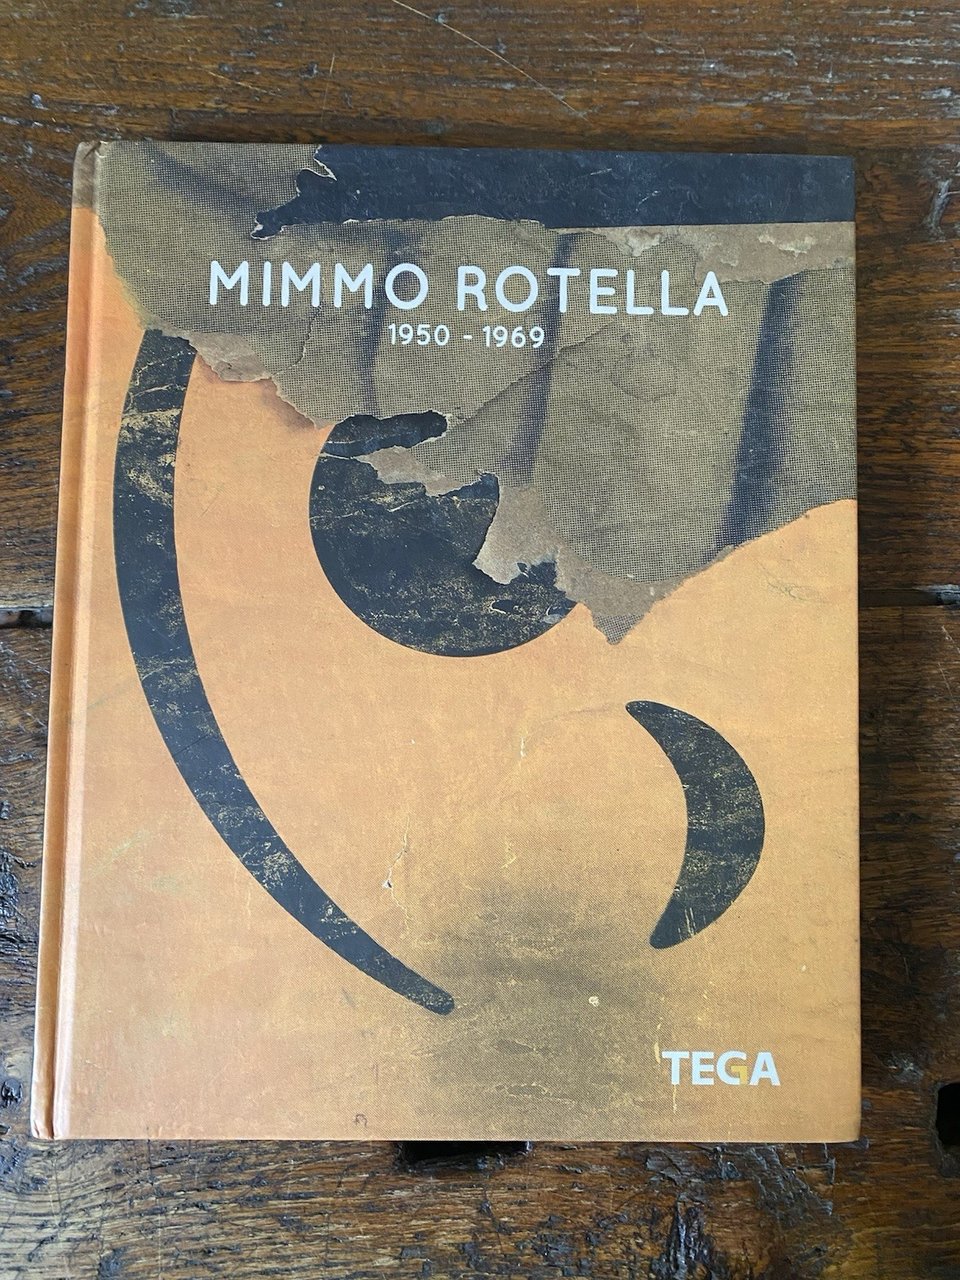 MIMMO ROTELLA
1950 - 1969
TEGA